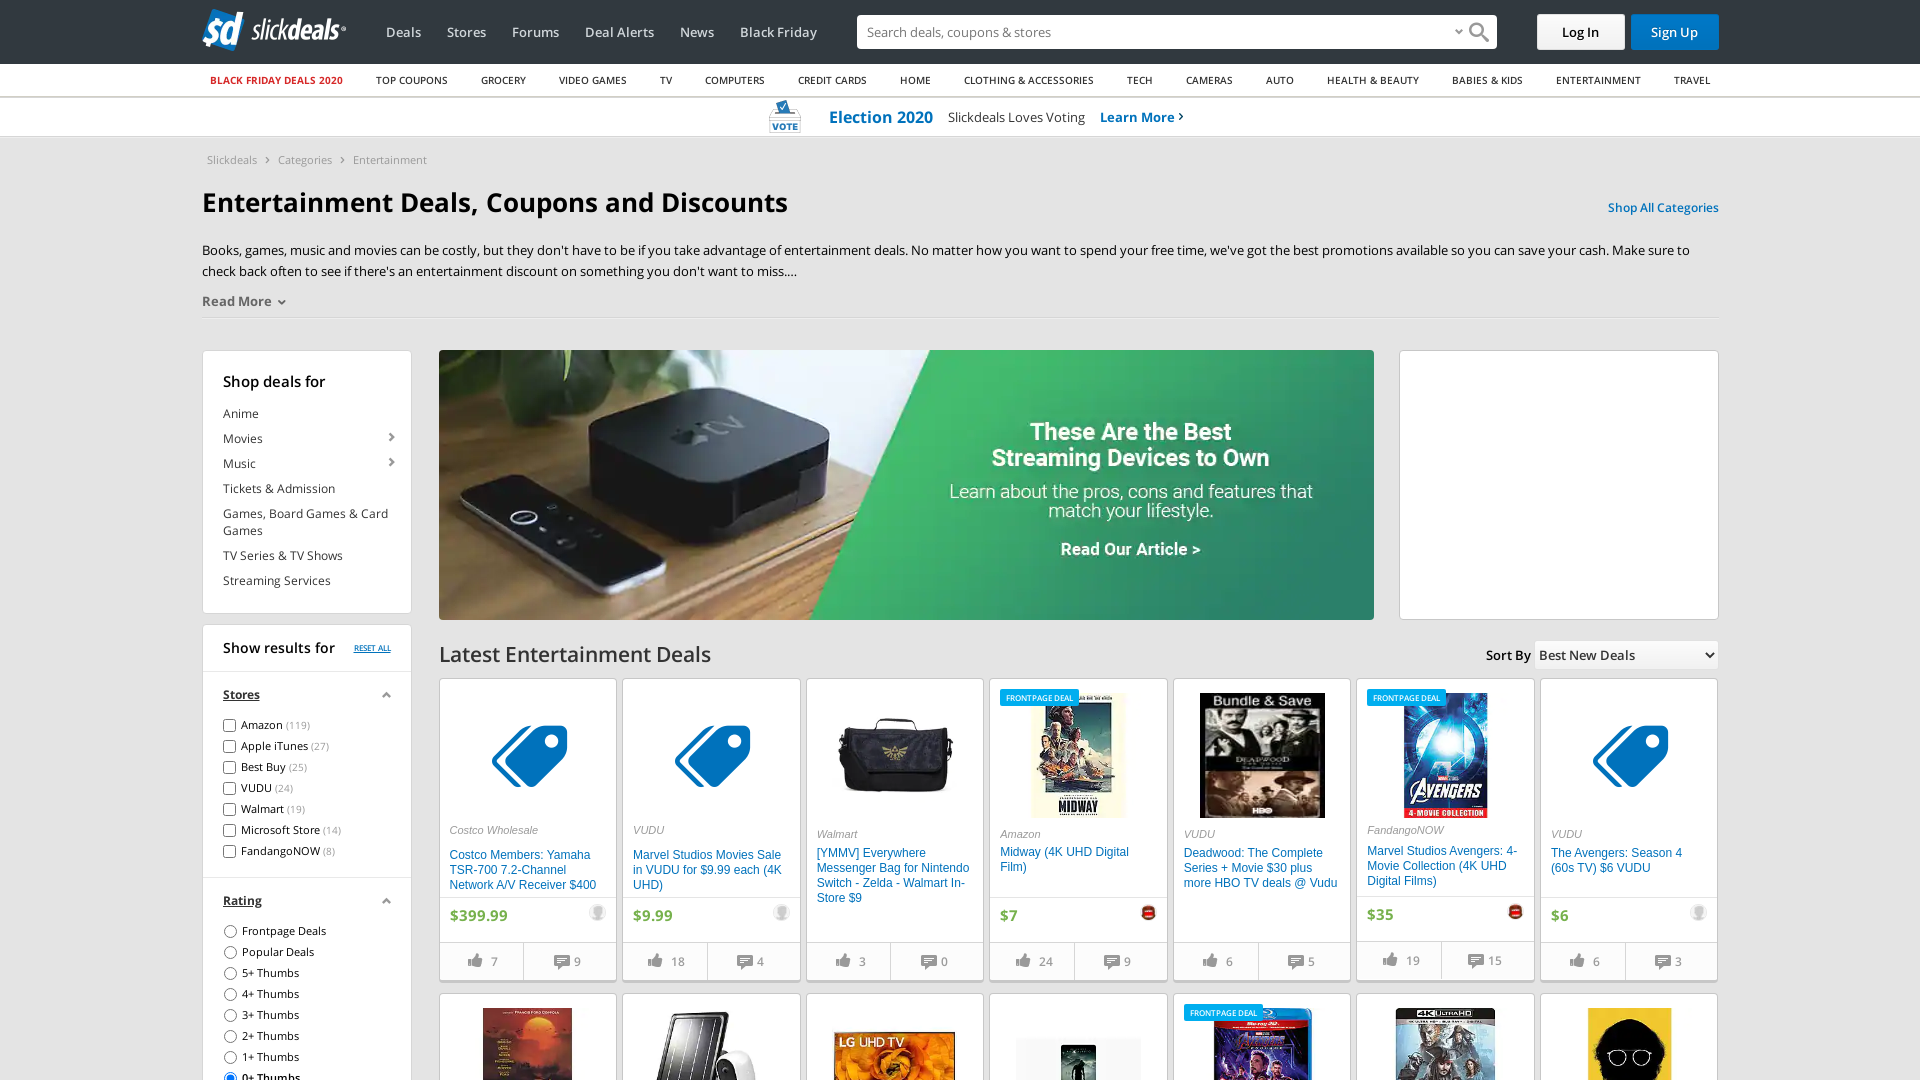 slickdeals
Deals
Stores
Forums
Deal Alerts
News
Black Friday
Search deals, coupons & stores
Log In
Sign Up
BLACK FRIDAY DEALS 2020
TOP COUPONS
GROCERY
VIDEO GAMES
TV
COMPUTERS
CREDIT CARDS
HOME
CLOTHING & ACCESSORIES
TECH
CAMERAS
AUTO
HEALTH & BEAUTY
BABIES & KIDS
ENTERTAINMENT
TRAVEL
VOTE
Election 2020 Slickdeals Loves Voting Learn More
Slickdeals
Categories
Entertainment
Entertainment Deals, Coupons and Discounts
Shop All Categories
Books, games, music and movies can be costly, but they don't have to be if you take advantage of entertainment deals. No matter how you want to spend your free time, we've got the best promotions available so you can save your cash. Make sure to
check back often to see if there's an entertainment discount on something you don't want to miss....
Read More
Shop deals for
Anime
Movies
Music
Tickets & Admission
Games, Board Games & Card
Games
TV Series & TV Shows
Streaming Services
Show results for
RESET ALL
Stores
Amazon (119)
Apple iTunes (27)
Best Buy (25)
VUDU (24)
Walmart (19)
Microsoft Store (14)
FandangoNOW (8)
Rating
Frontpage Deals
Popular Deals
5+ Thumbs
4+ Thumbs
3+ Thumbs
2+ Thumbs
1+ Thumbs
0+ Thumbs
tv
These Are the Best
Streaming Devices to Own
Learn about the pros, cons and features that
match your lifestyle.
Read Our Article >
Latest Entertainment Deals
Sort By
Best New Deals
Costco Wholesale
Costco Members: Yamaha
TSR-700 7.2-Channel
Network A/V Receiver $400
$399.99
7
9
VUDU
Marvel Studios Movies Sale
in VUDU for $9.99 each (4K
UHD)
$9.99
18
4
Walmart
[YMMV] Everywhere
Messenger Bag for Nintendo
Switch - Zelda - Walmart In-
Store $9
3
0
FRONTPAGE DEAL
MIDWAY
Amazon
Midway (4K UHD Digital
Film)
$7
24
9
Bundle & Save
DEADWOOD
HBO
VUDU
Deadwood: The Complete
Series + Movie $30 plus
more HBO TV deals @ Vudu
6
5
FRONTPAGE DEAL
AVENGERS
4-MOVIE COLLECTION
FandangoNOW
Marvel Studios Avengers: 4-
Movie Collection (4K UHD
Digital Films)
$35
19
15
VUDU
The Avengers: Season 4
(60s TV) $6 VUDU
$6
6
3
LG UHD TV
FRONTPAGE DEAL
AVENGERS
4K ULTRA HD